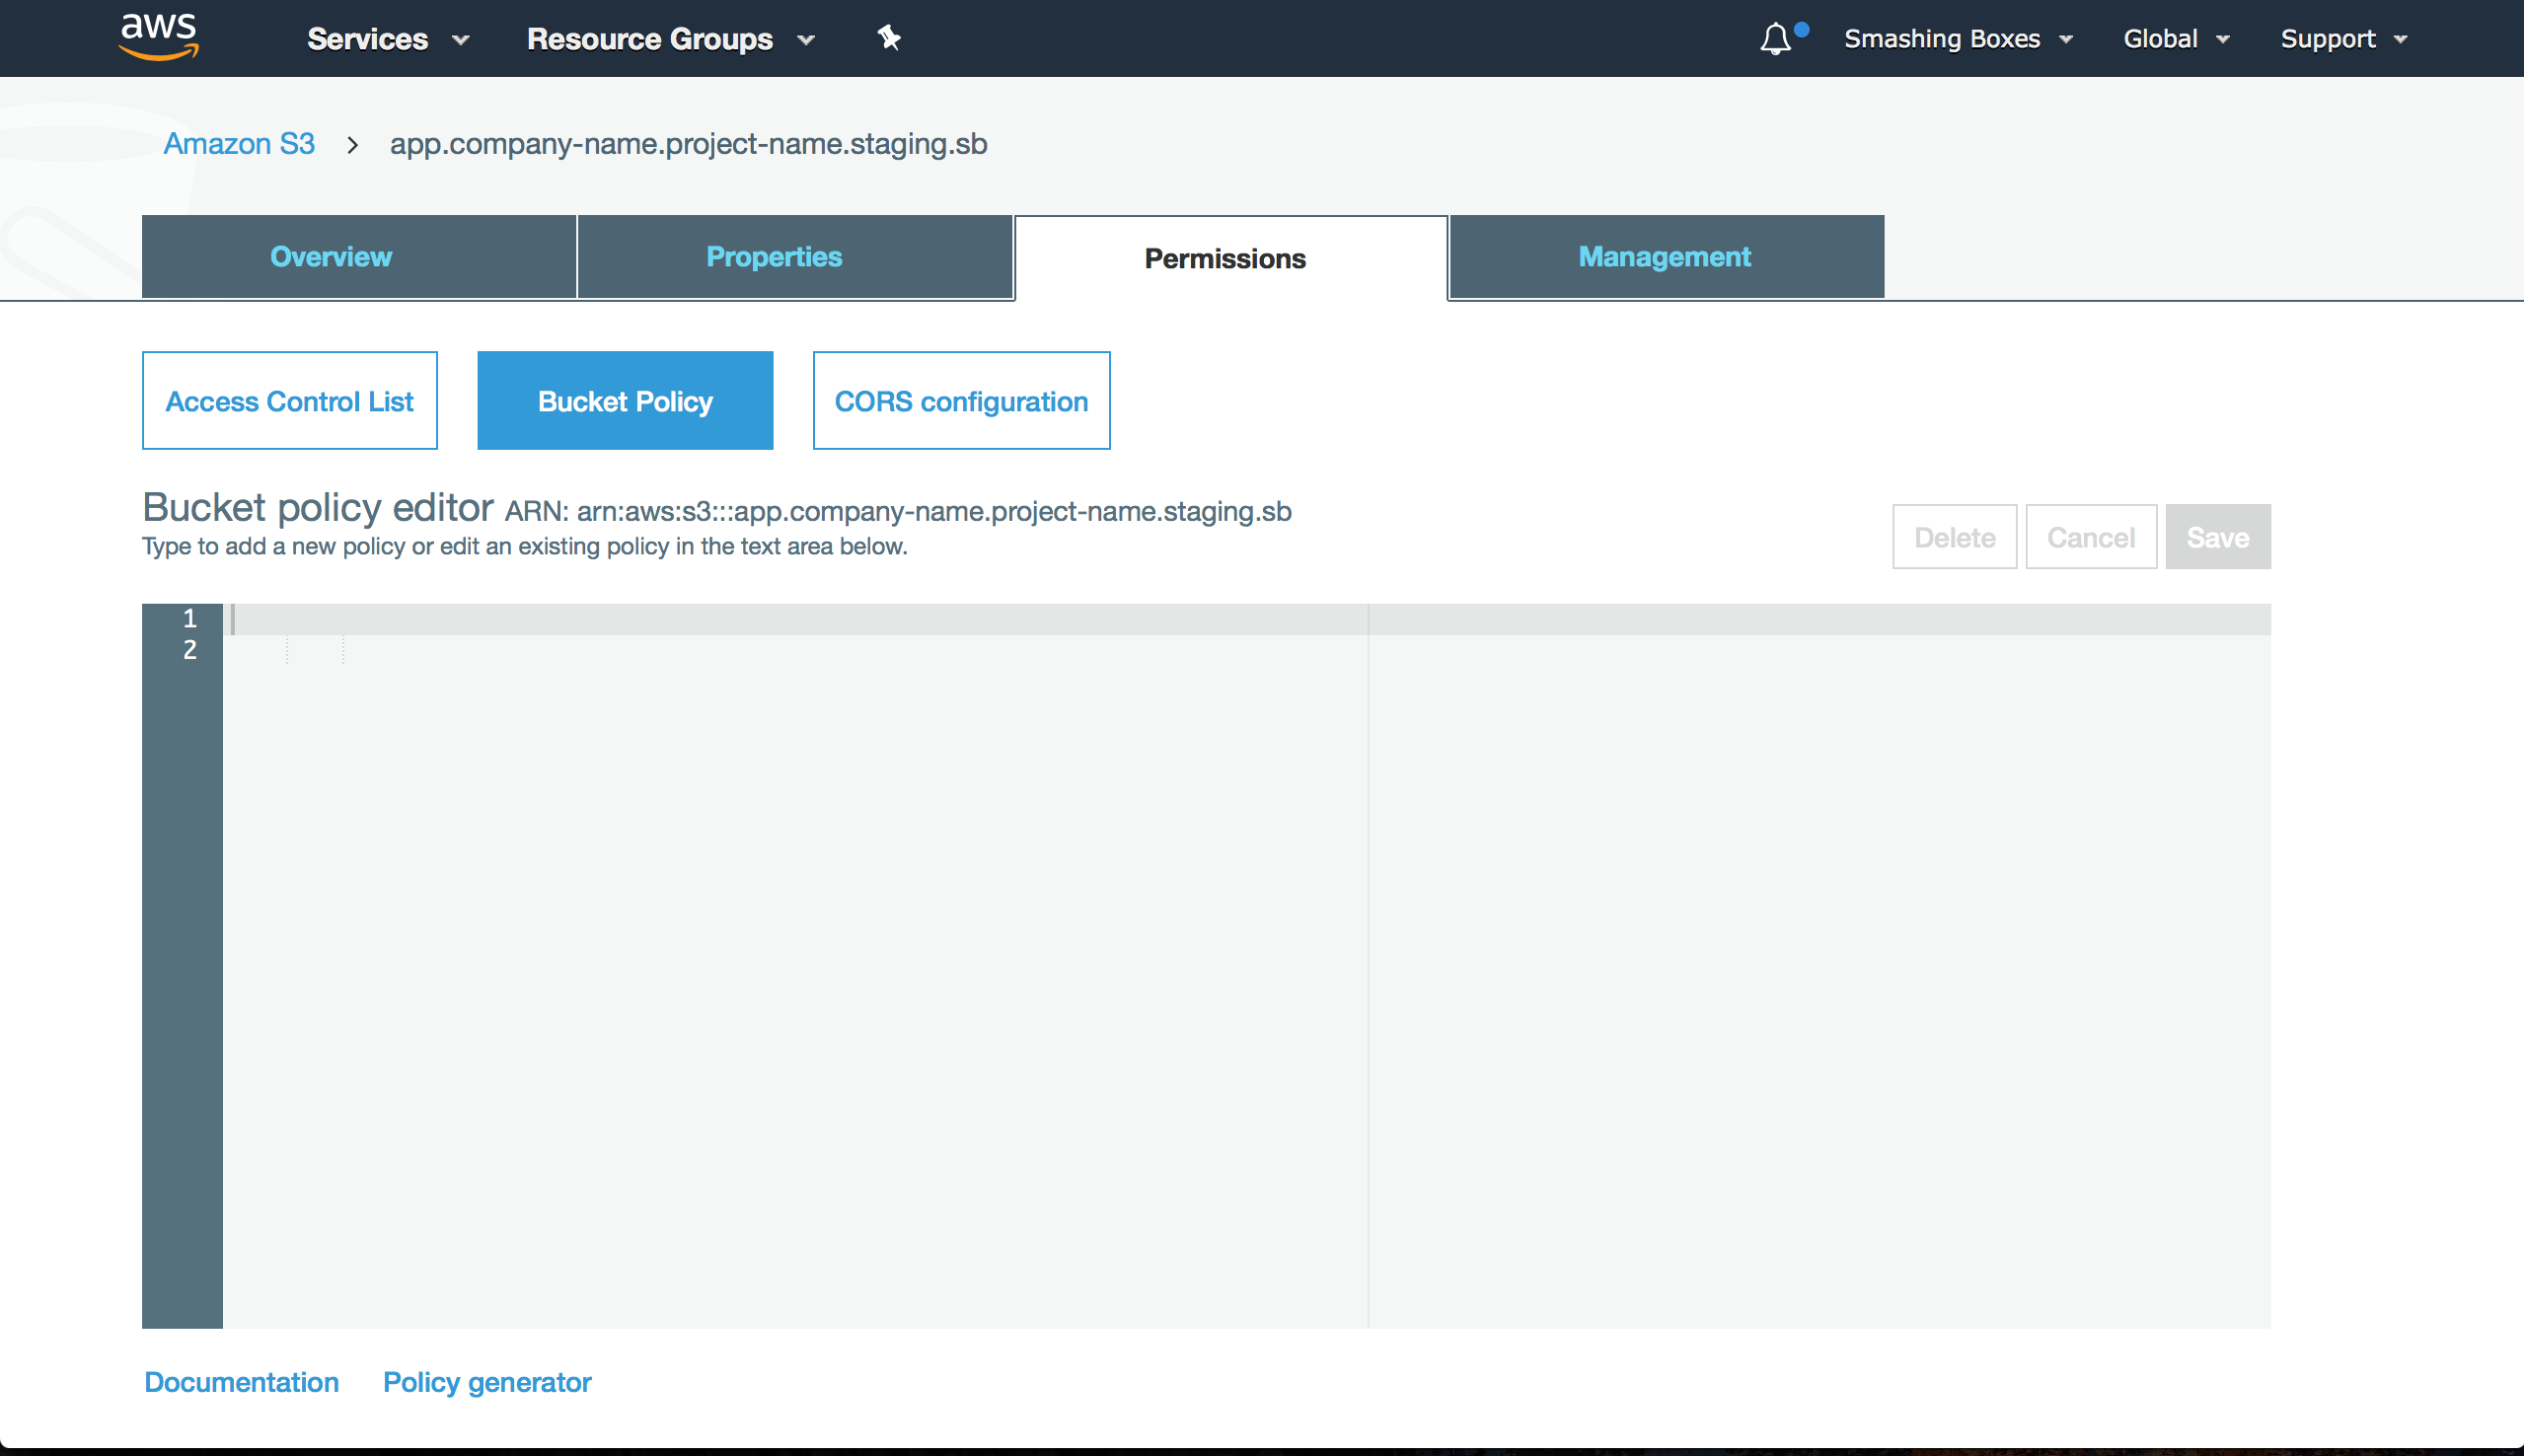 aws Services Resource Groups Smashing Boxes Global Support
Amazon S3 > app.company-name.project-name.staging.sb
Overview Properties Permissions Management
Access Control List Bucket Policy CORS configuration
Bucket policy editor ARN: arn:aws:s3:::app.company-name.project-name.staging.sb
Type to add a new policy or edit an existing policy in the text area below.
Delete Cancel Save
1
2
Documentation Policy generator